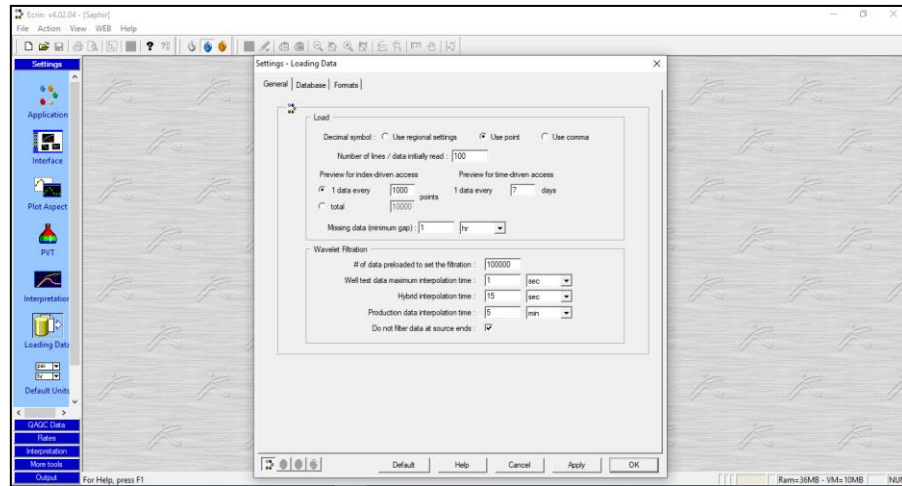 Ecrin v4.02.04 - [Saphir]
File Action View WEB Help
Settings
Application
Interface
Plot Aspect
PVT
Interpretation
Loading Data
psi
hr
Default Units
QAQC Data
Rates
Interpretation
More tools
Output
Settings - Loading Data
General Database Formats
Load
Decimal symbol : Use regional settings Use point Use comma
Number of lines / data initially read : 100
Preview for index-driven access Preview for time-driven access
1 data every 1000 points 1 data every 7 days
total 10000
Missing data (minimum gap) : 1 hr
Wavelet Filtration
# of data preloaded to set the filtration : 100000
Well test data maximum interpolation time : 1 sec
Hybrid interpolation time : 15 sec
Production data interpolation time : 5 min
Do not filter data at source ends :
Default Help Cancel Apply OK
For Help, press F1
Ram=36MB - VM=10MB NU